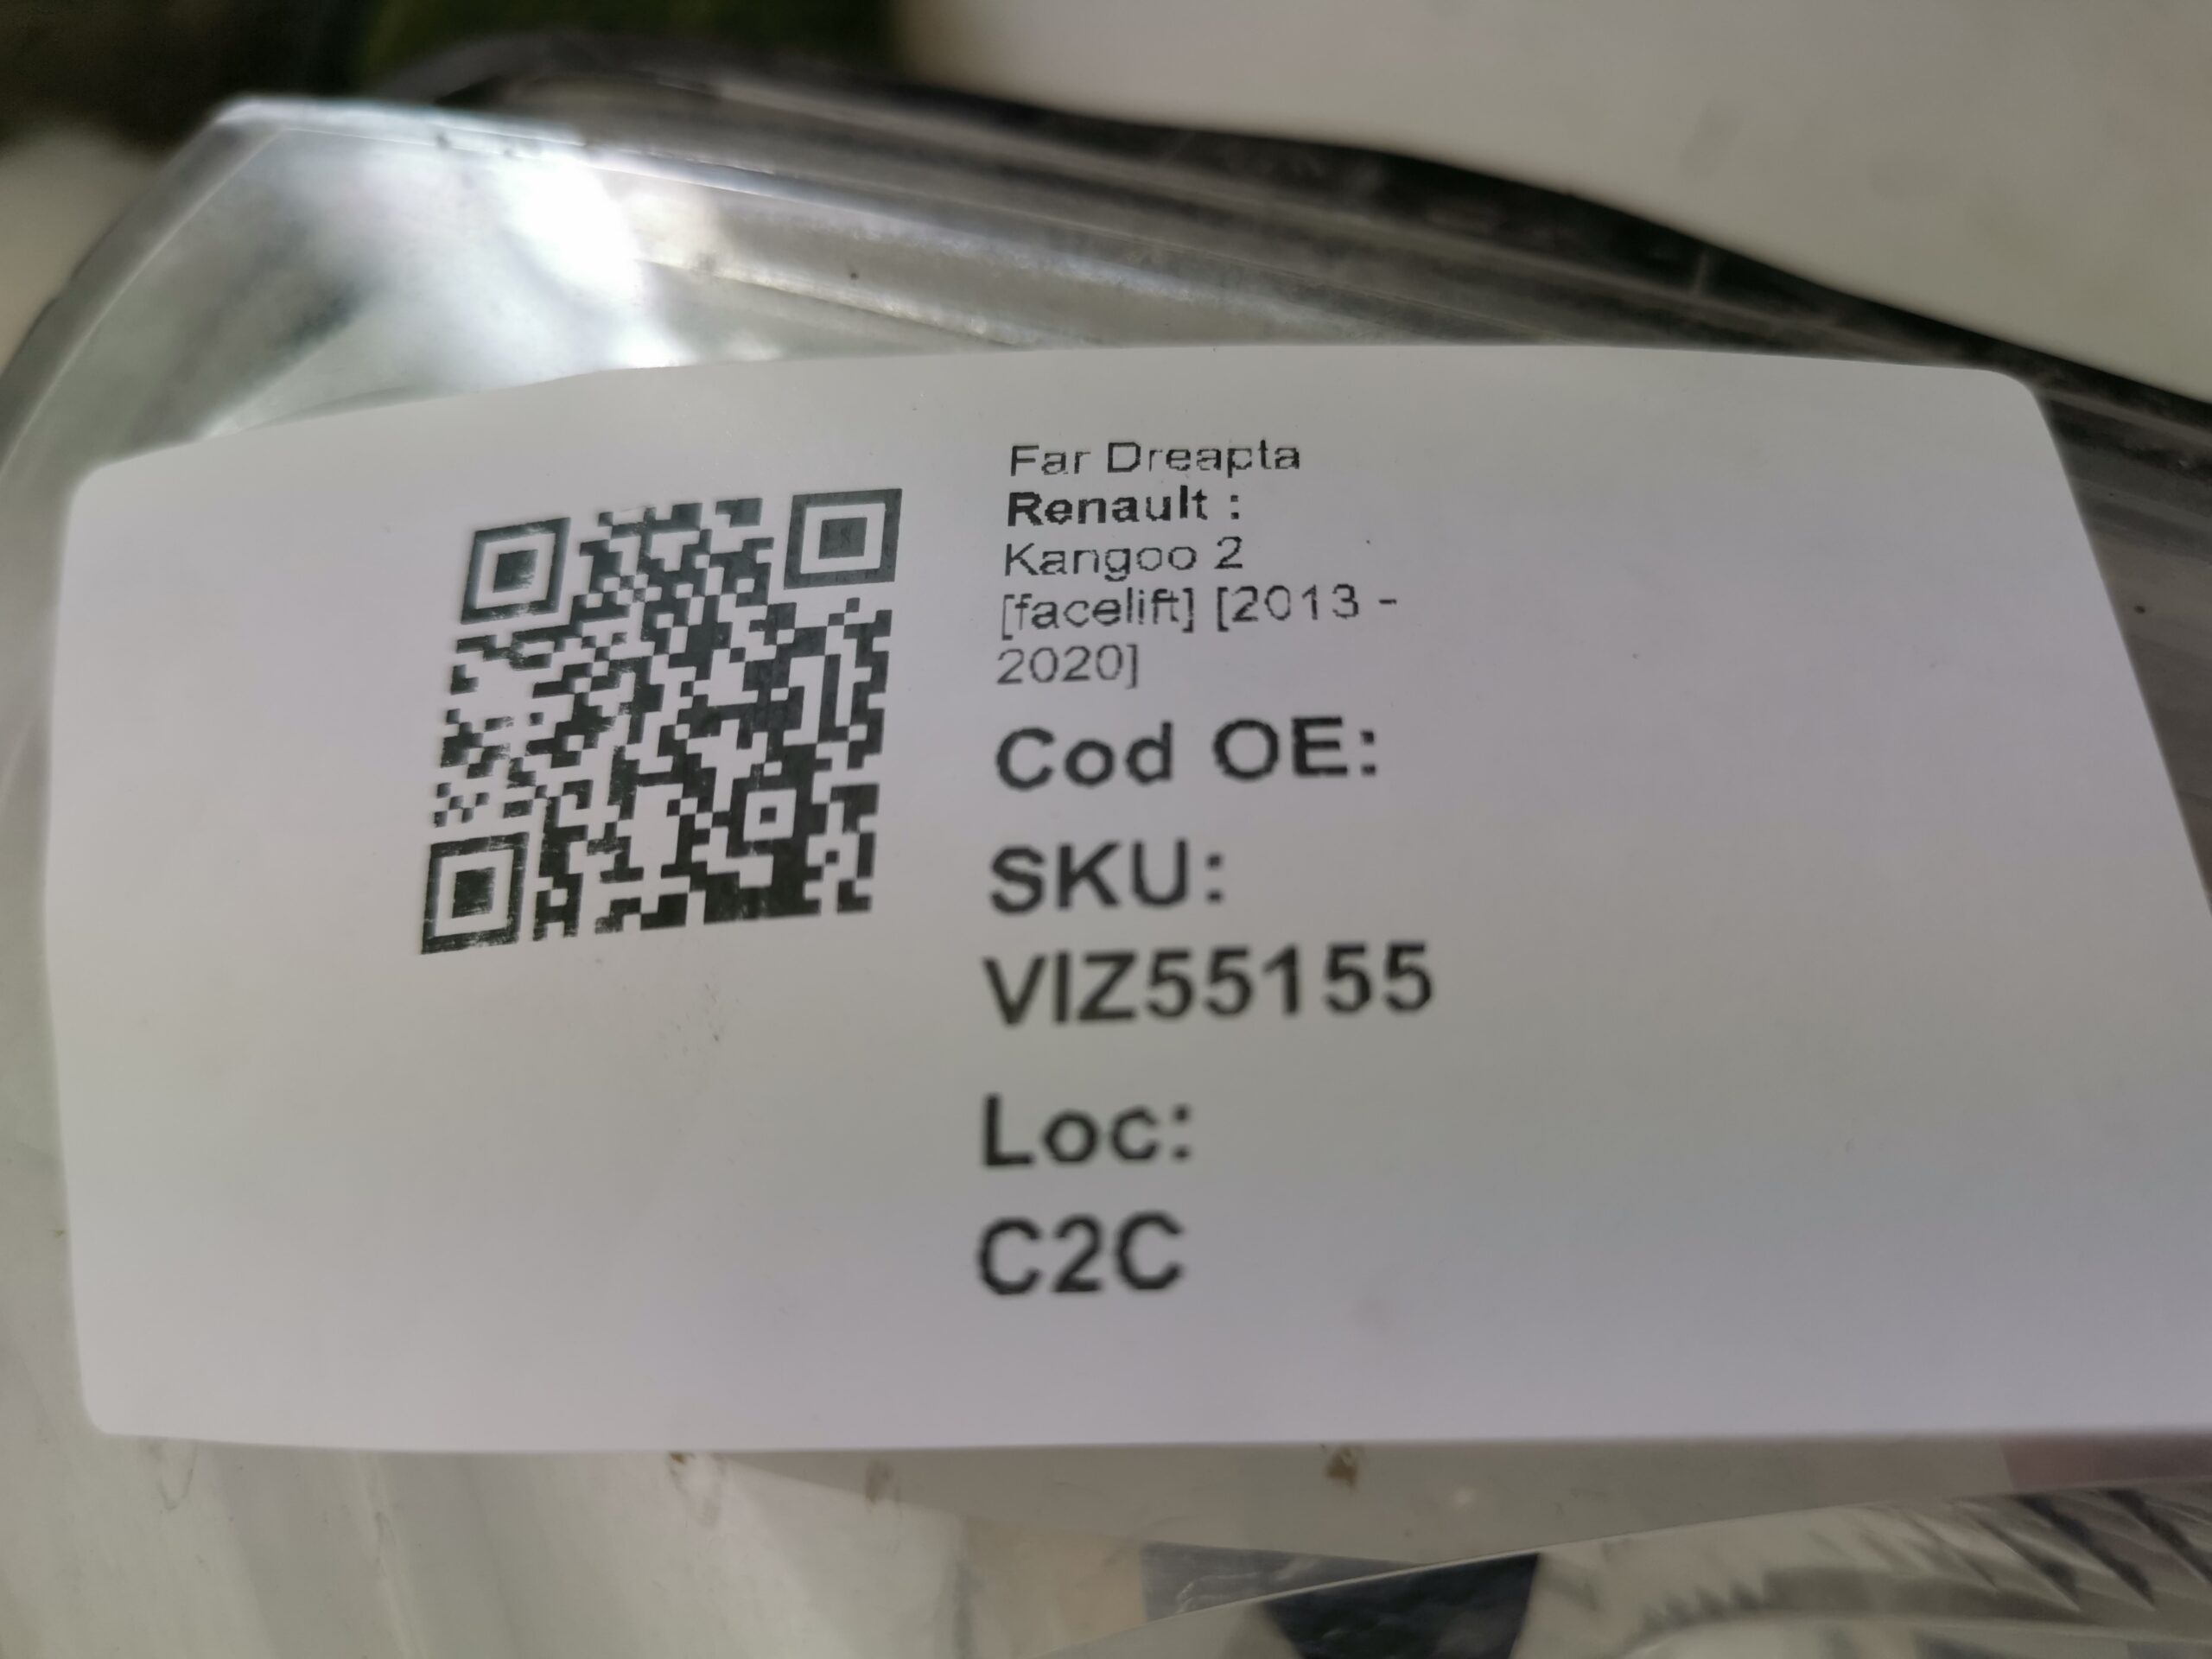 Far Dreapta
Renault :
Kangoo 2
[facelift] [2013 -
2020]
Cod OE:
SKU:
VIZ55155
Loc:
C2C